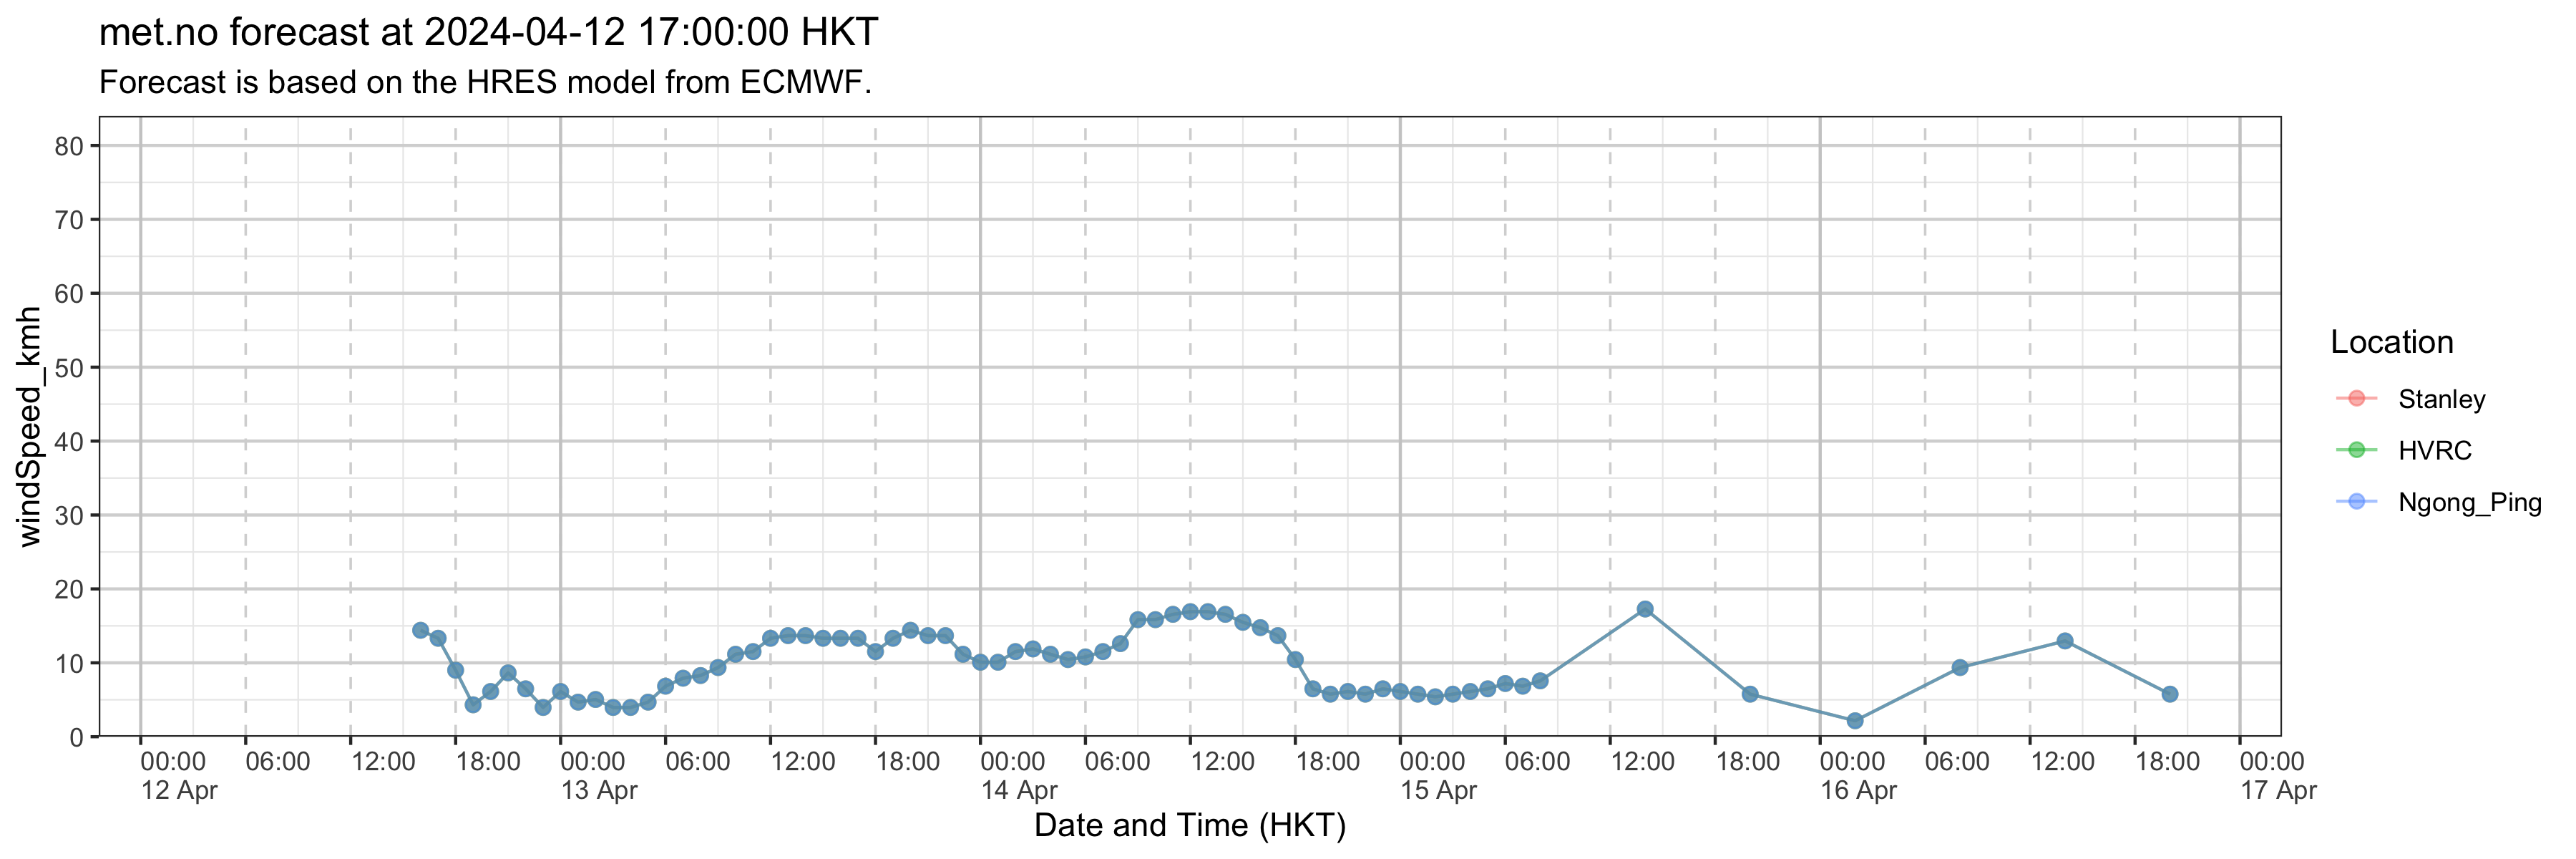 met.no forecast at 2024-04-12 17:00:00 HKT
Forecast is based on the HRES model from ECMWF.
windSpeed_kmh
80
70
60
50
40
30
20
10
0
00:00 06:00 12:00 18:00 00:00 06:00 12:00 18:00 00:00 06:00 12:00 18:00 00:00 06:00 12:00 18:00 00:00 06:00 12:00 18:00 00:00
12 Apr 13 Apr 14 Apr 15 Apr 16 Apr 17 Apr
Date and Time (HKT)
Location
Stanley
HVRC
Ngong_Ping